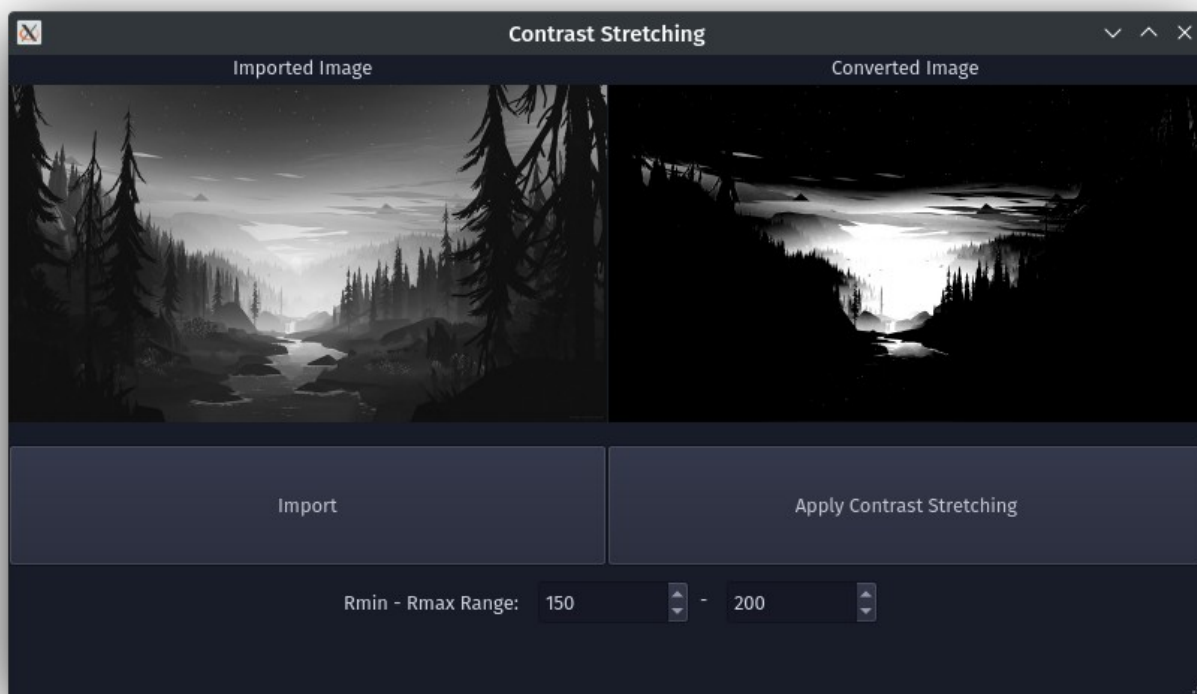 Contrast Stretching
Imported Image
Converted Image
Import
Apply Contrast Stretching
Rmin - Rmax Range: 150 - 200